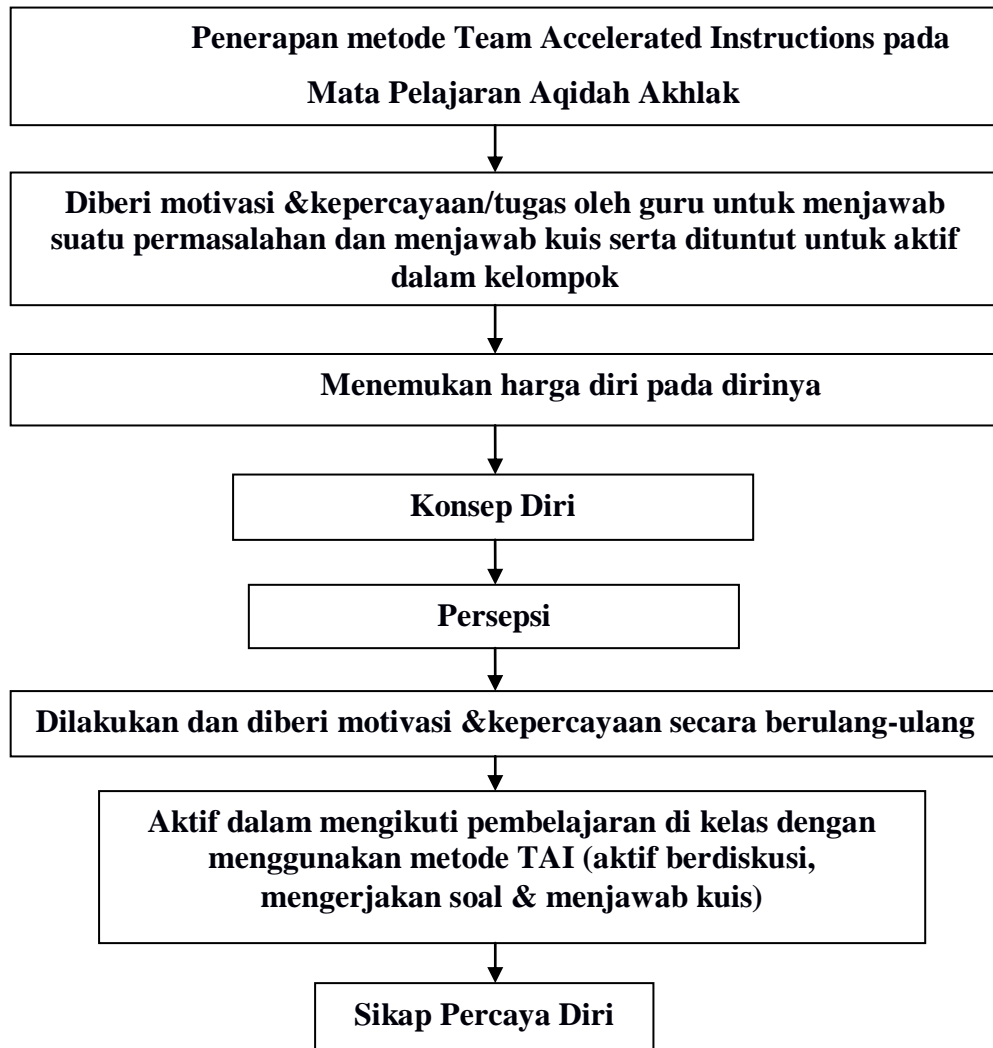 Penerapan metode Team Accelerated Instructions pada
Mata Pelajaran Aqidah Akhlak
Diberi motivasi &kepercayaan/tugas oleh guru untuk menjawab
suatu permasalahan dan menjawab kuis serta dituntut untuk aktif
dalam kelompok
Menemukan harga diri pada dirinya
Konsep Diri
Persepsi
Dilakukan dan diberi motivasi &kepercayaan secara berulang-ulang
Aktif dalam mengikuti pembelajaran di kelas dengan
menggunakan metode TAI (aktif berdiskusi,
mengerjakan soal & menjawab kuis)
Sikap Percaya Diri